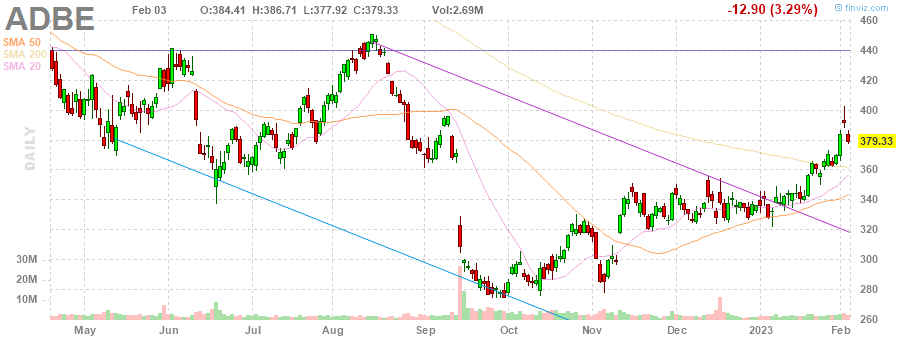 ADBE Feb 03 O:384.41 H:386.71 L:377.92 C:379.33 Vol:2.69M -12.90 (3.29%) © finviz.com
SMA 50
SMA 200
SMA 20
DAILY
460
440
420
400
379.33
360
340
320
300
280
260
30M
20M
10M
May Jun Jul Aug Sep Oct Nov Dec 2023 Feb